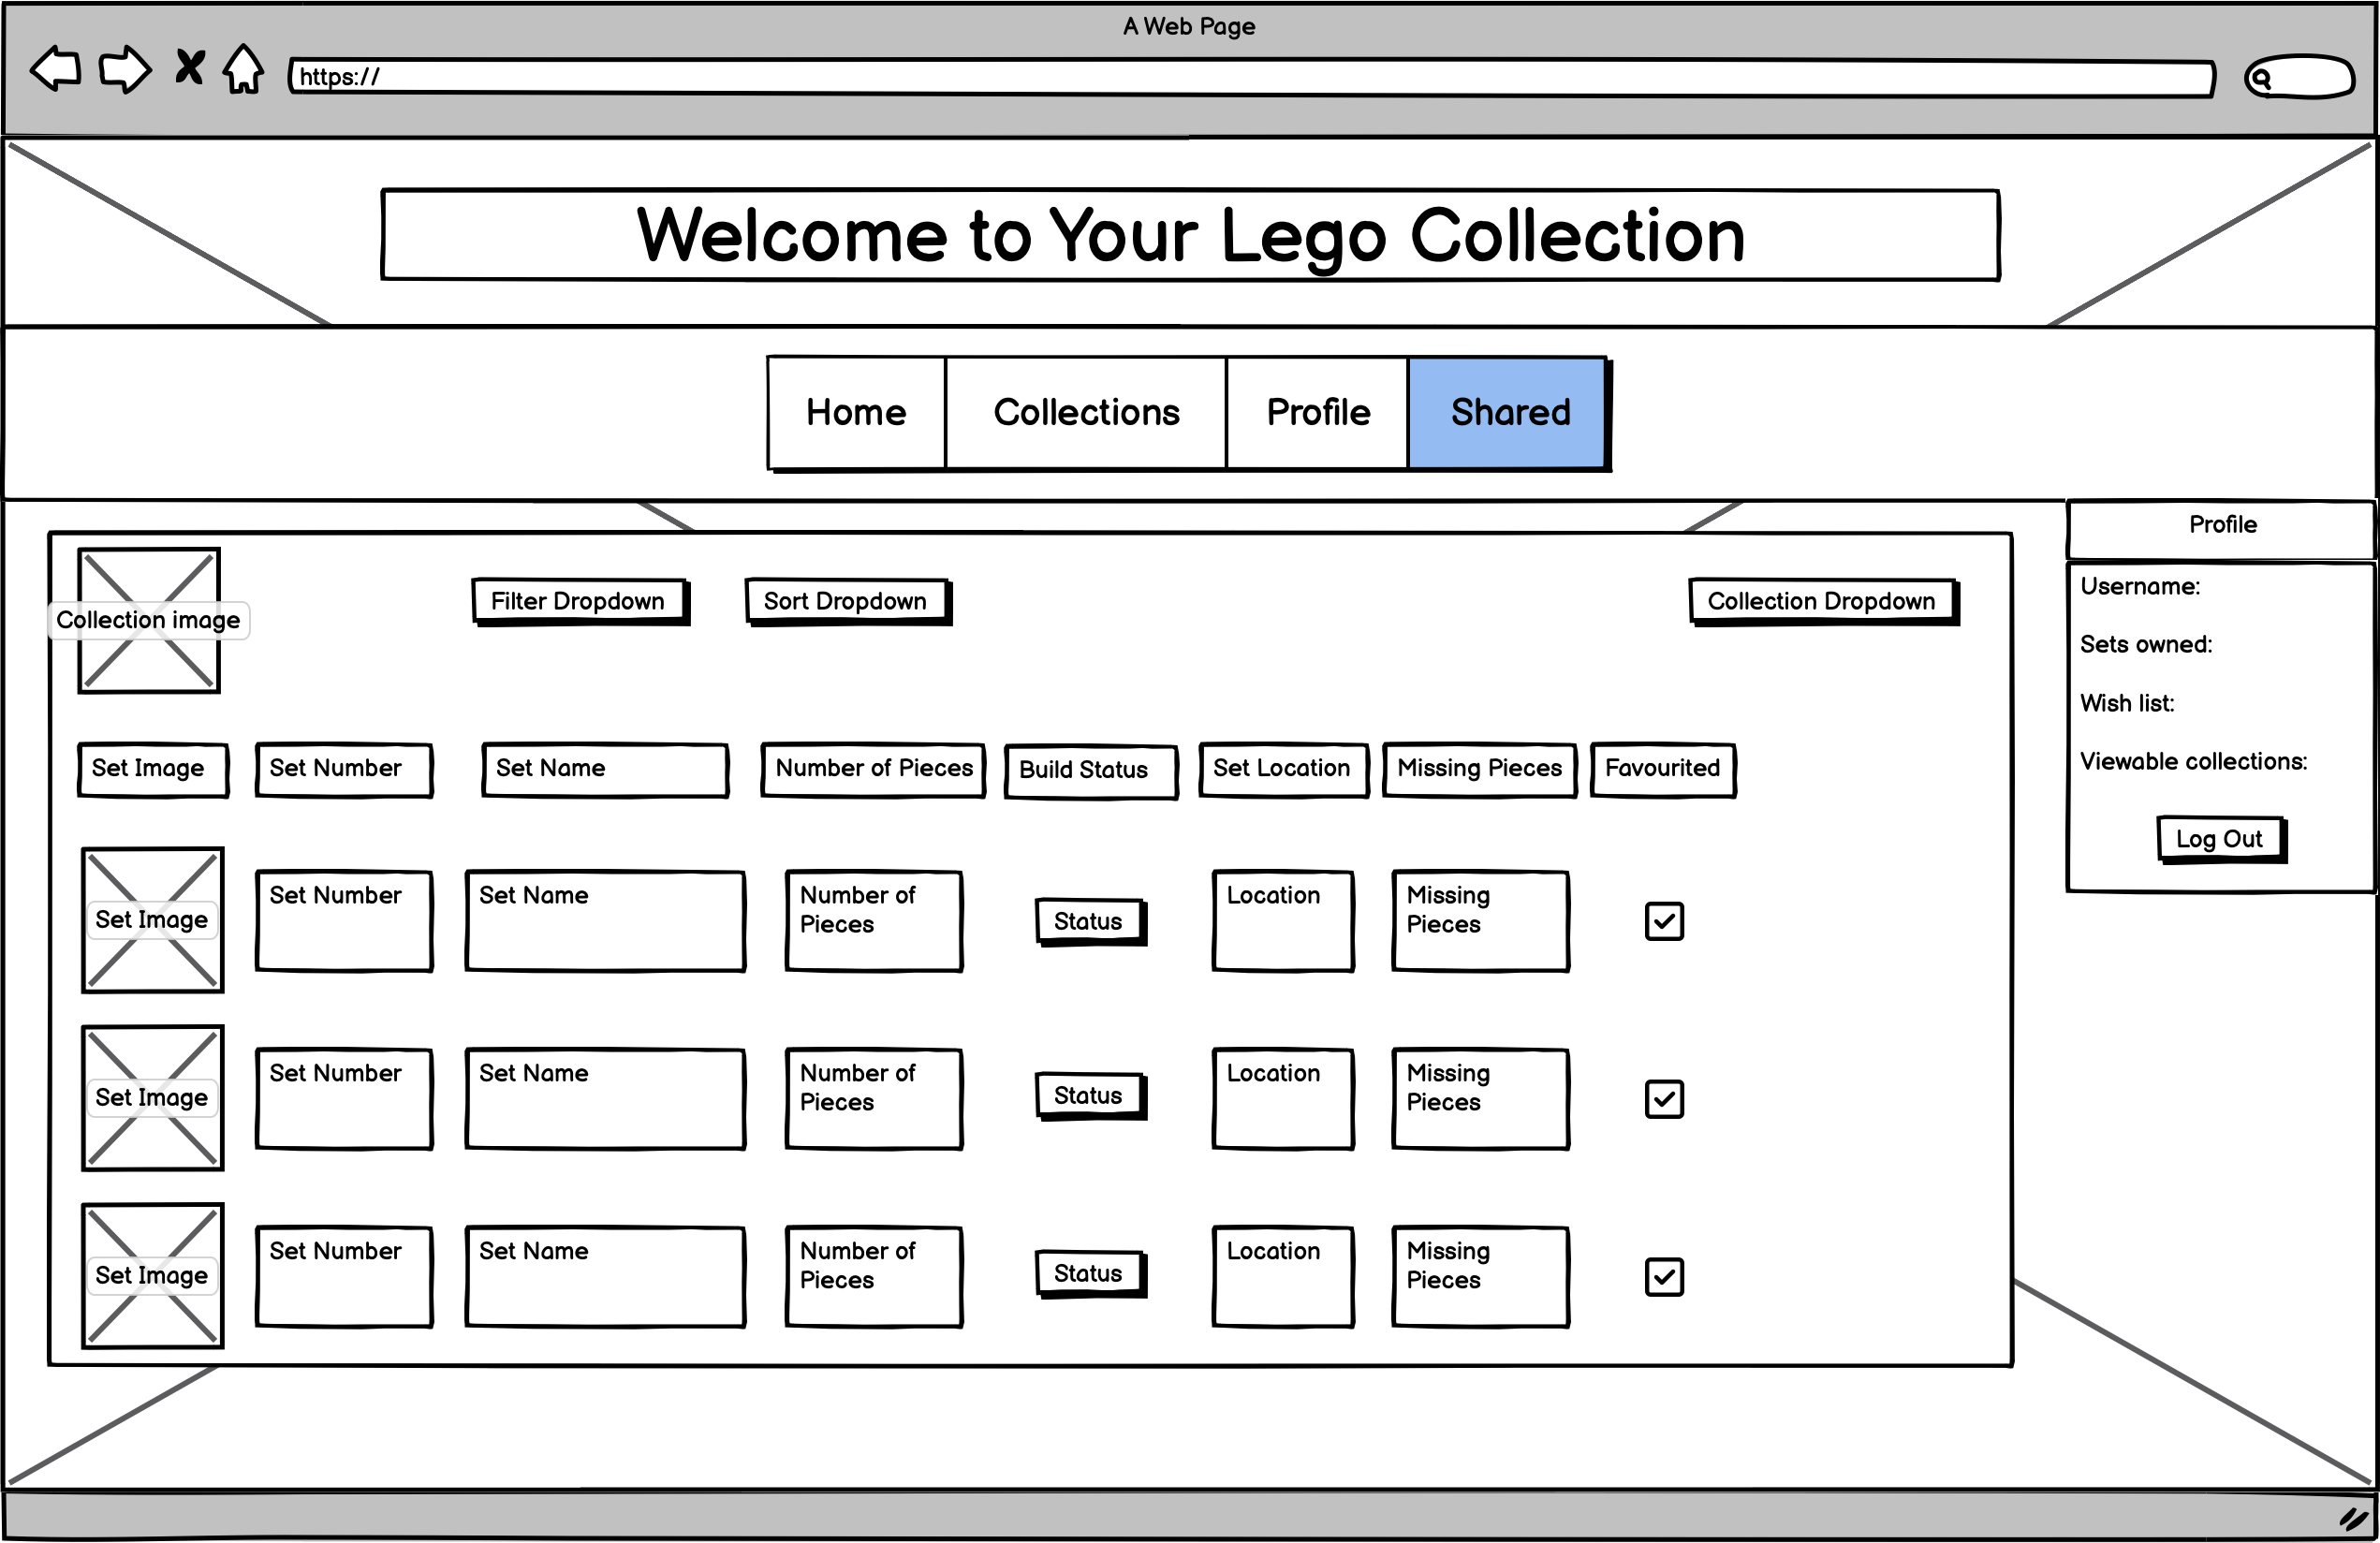 A Web Page
https://
Welcome to Your Lego Collection
Home
Collections
Profile
Shared
Profile
Collection image
Filter Dropdown
Sort Dropdown
Collection Dropdown
Username:
Sets owned:
Wish list:
Viewable collections:
Log Out
Set Image
Set Number
Set Name
Number of Pieces
Build Status
Set Location
Missing Pieces
Favourited
Set Image
Set Number
Set Name
Number of
Pieces
Status
Location
Missing
Pieces
Set Image
Set Number
Set Name
Number of
Pieces
Status
Location
Missing
Pieces
Set Image
Set Number
Set Name
Number of
Pieces
Status
Location
Missing
Pieces